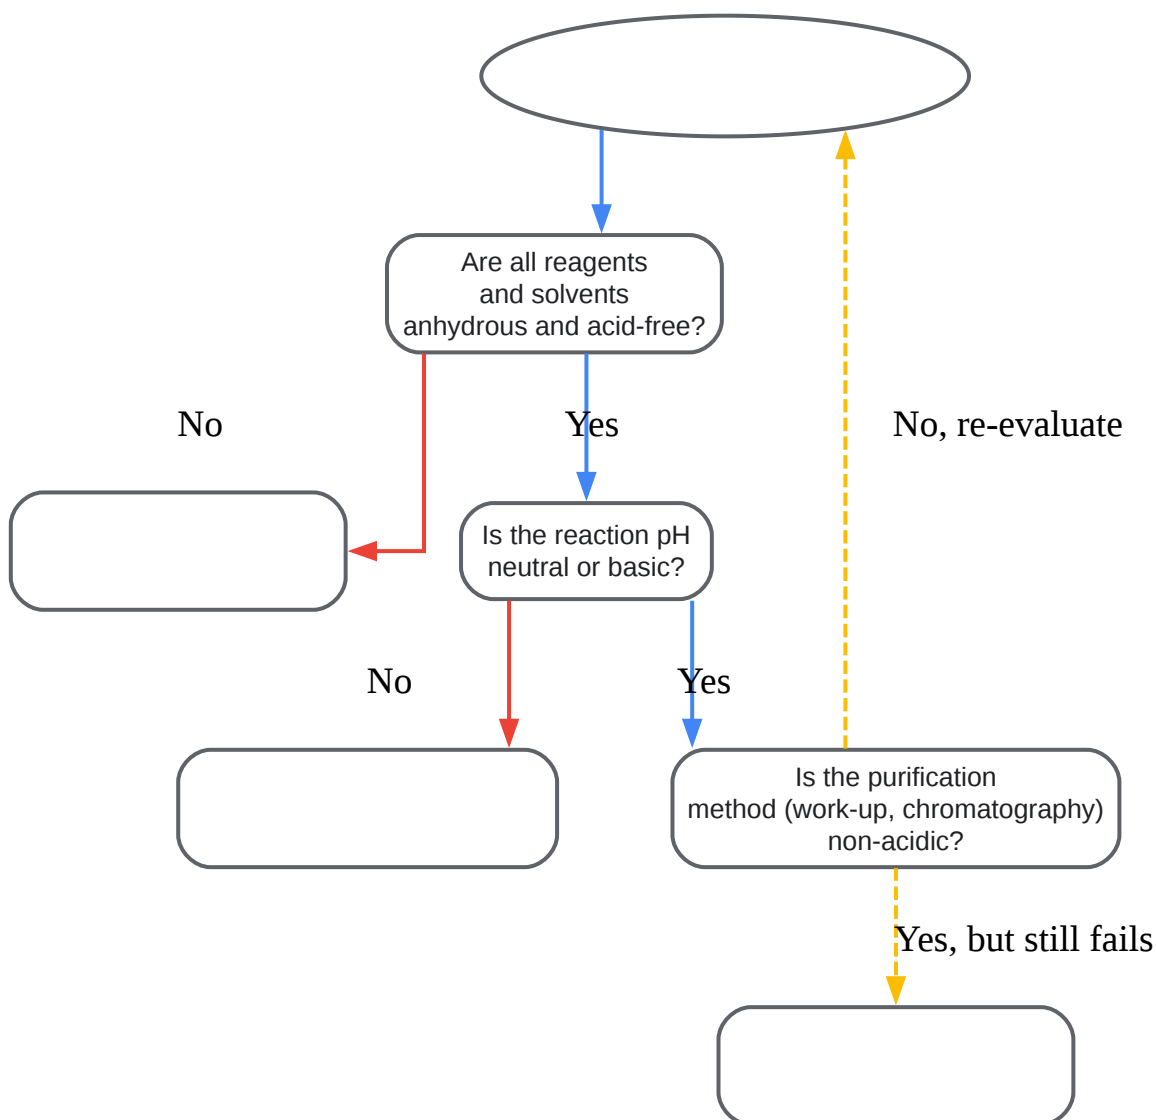 Are all reagents
and solvents
anhydrous and acid-free?
No
Yes
No, re-evaluate
Is the reaction pH
neutral or basic?
No
Yes
Is the purification
method (work-up, chromatography)
non-acidic?
Yes, but still fails